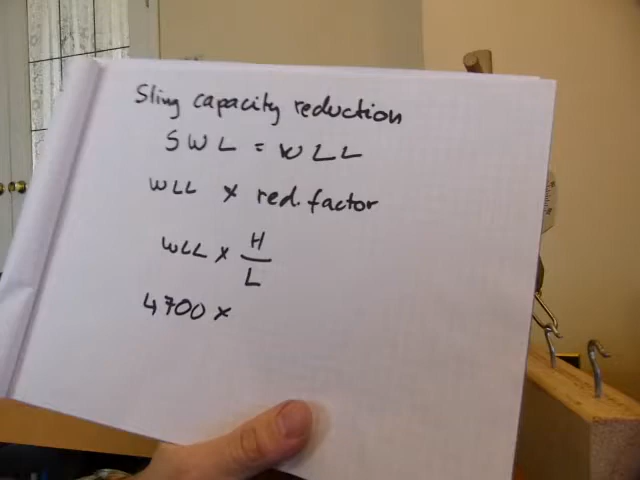 Sling capacity reduction
SWL = WLL
WLL x red. factor
WLL x H
L
4700 x